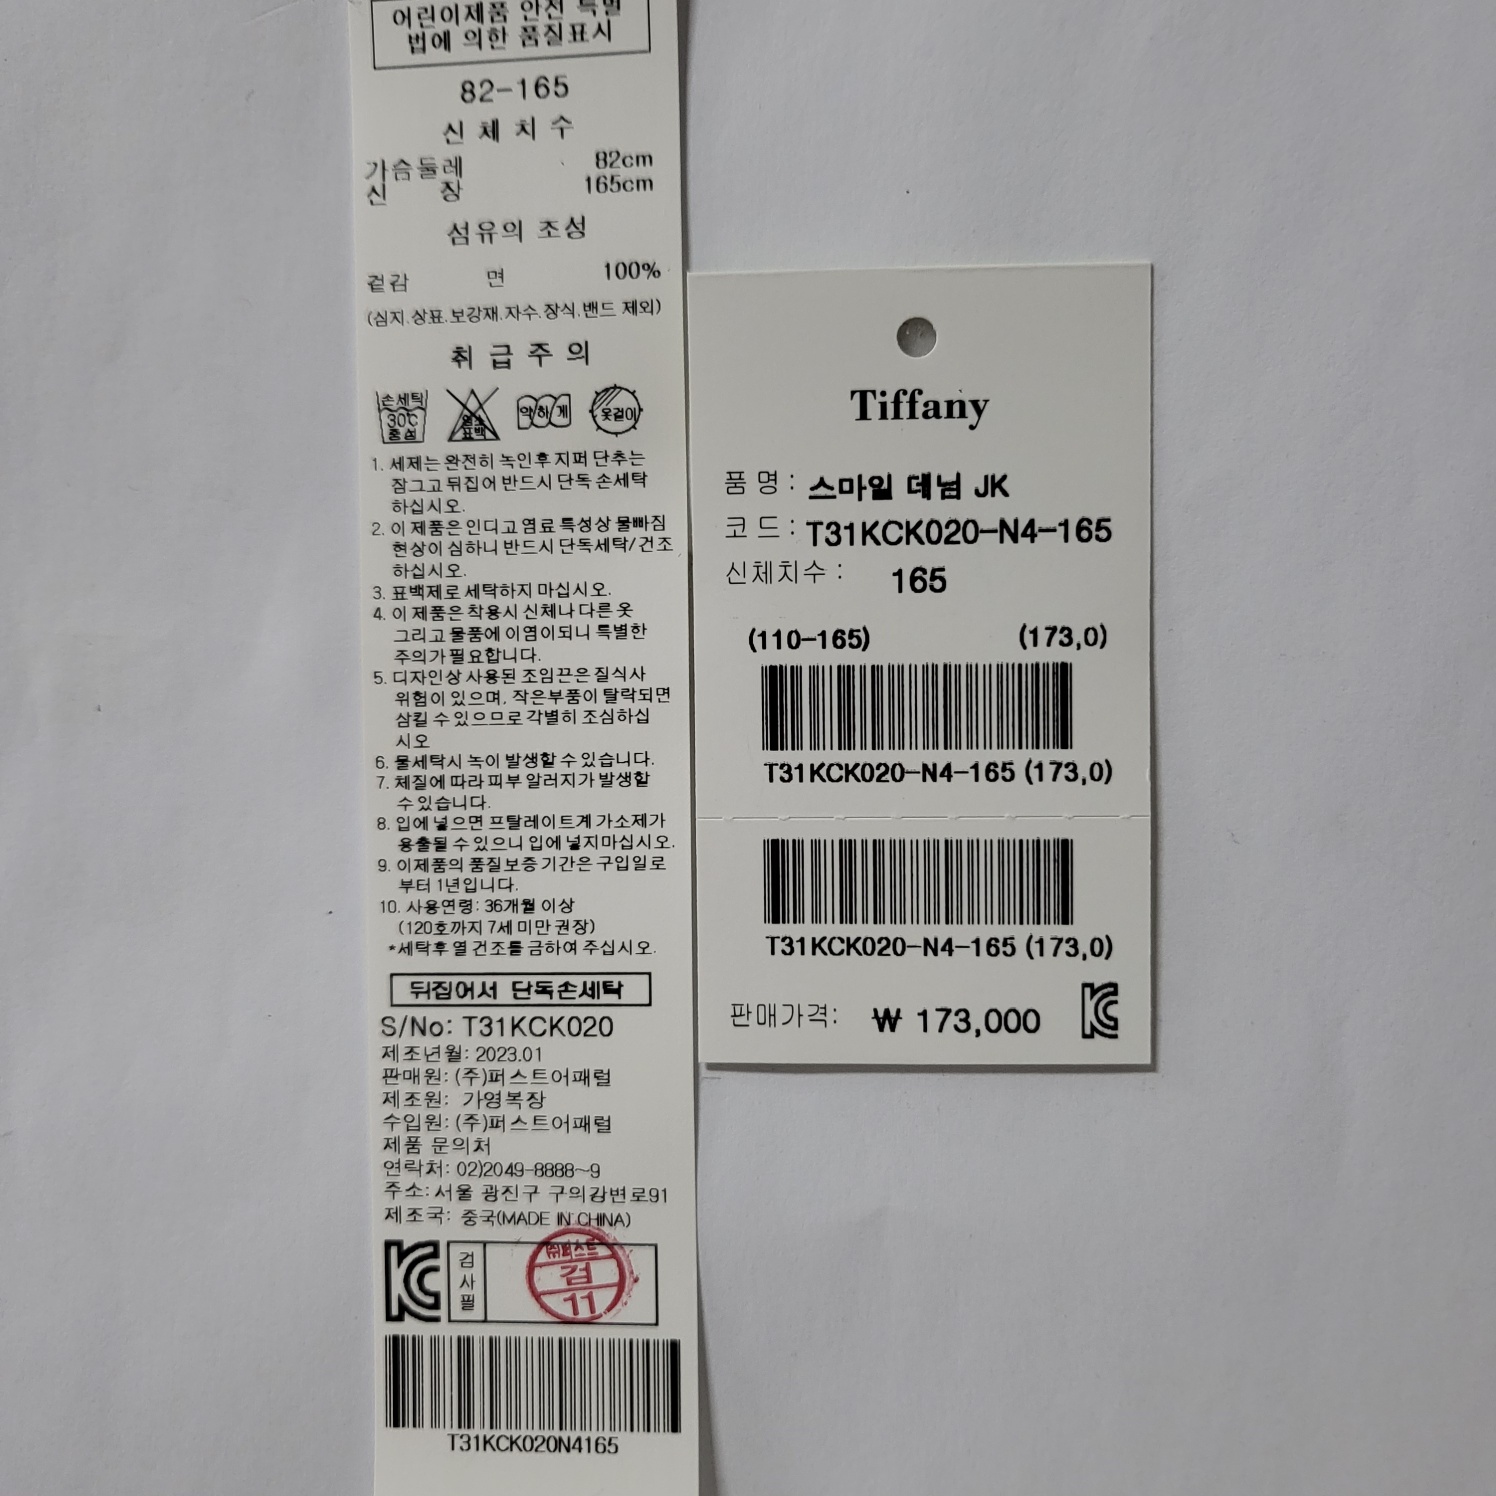 어린이제품 안전 특별
법에 의한 품질표시
82-165
신체치수
가슴둘레 82cm
신 장 165cm
섬유의 조성
겉감 면 100%
(심지.상표.보강재.자수.장식.밴드 제외)
취급주의
손세탁 30℃ 중성
염소 표백
약하게
옷걸이
1. 세제는 완전히 녹인후 지퍼 단추는
잠그고 뒤집어 반드시 단독 손세탁
하십시오.
2. 이 제품은 인디고 염료 특성상 물빠짐
현상이 심하니 반드시 단독세탁/건조
하십시오.
3. 표백제로 세탁하지 마십시오.
4. 이 제품은 착용시 신체나 다른 옷
그리고 물품에 이염이되니 특별한
주의가 필요합니다.
5. 디자인상 사용된 조임끈은 질식사
위험이 있으며, 작은부품이 탈락되면
삼킬 수 있으므로 각별히 조심하십
시오
6. 물세탁시 녹이 발생할 수 있습니다.
7. 체질에 따라 피부 알러지가 발생할
수 있습니다.
8. 입에 넣으면 프탈레이트계 가소제가
용출될 수 있으니 입에 넣지마십시오.
9. 이제품의 품질보증 기간은 구입일로
부터 1년입니다.
10. 사용연령: 36개월 이상
(120호까지 7세 미만 권장)
*세탁후 열 건조를 금하여 주십시오.
뒤집어서 단독손세탁
S/No: T31KCK020
제조년월: 2023.01
판매원: (주)퍼스트어패럴
제조원: 가영복장
수입원: (주)퍼스트어패럴
제품 문의처
연락처: 02)2049-8888~9
주소: 서울 광진구 구의강변로91
제조국: 중국(MADE IN CHINA)
KC 검사필
㈜퍼스트
검
11
T31KCK020N4165
Tiffany
품 명 : 스마일 데님 JK
코 드 : T31KCK020-N4-165
신체치수 : 165
(110-165) (173,0)
T31KCK020-N4-165 (173,0)
T31KCK020-N4-165 (173,0)
판매가격: ₩ 173,000 KC